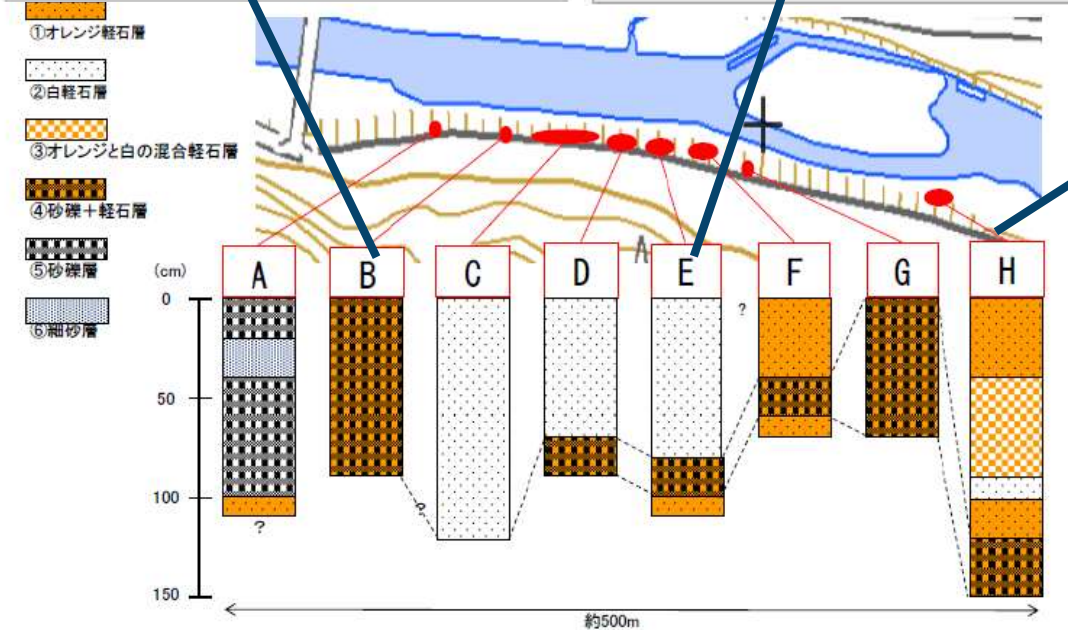 ①オレンジ軽石層
②白軽石層
③オレンジと白の混合軽石層
④砂礫＋軽石層
⑤砂礫層
⑥細砂層
A B C D E F G H
(cm)
0
50
100
150
?
?
?
約500m